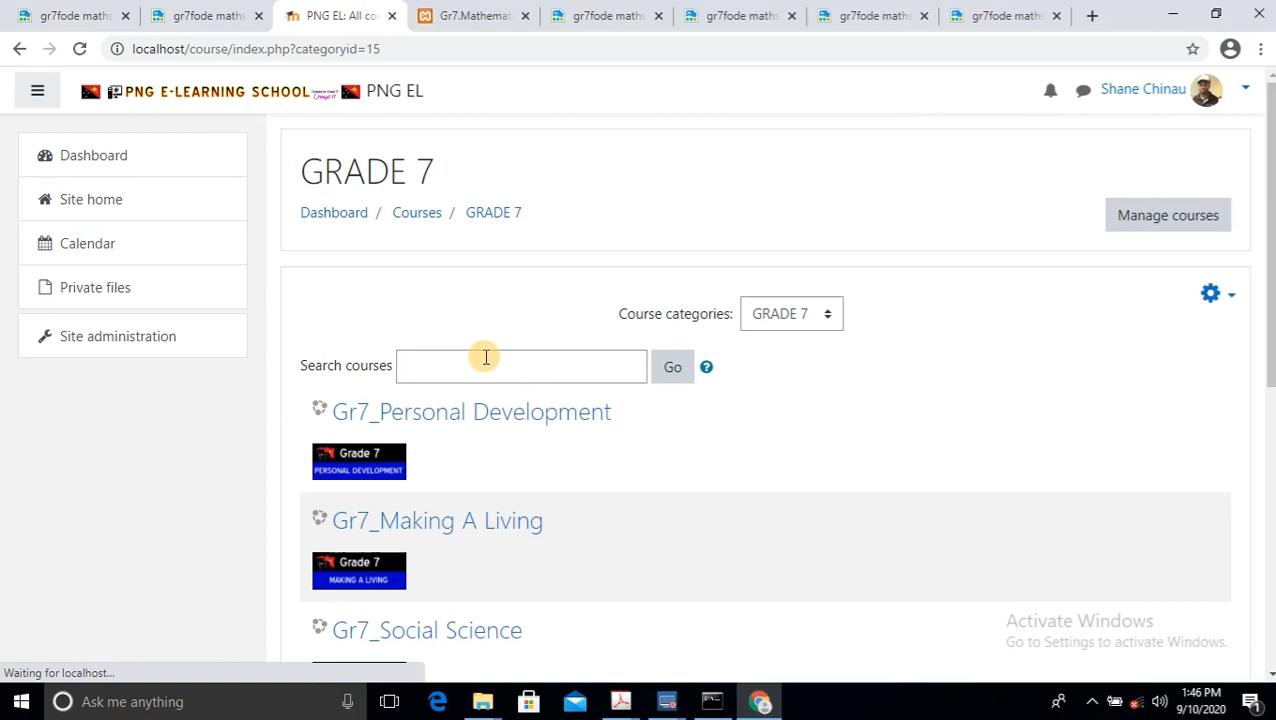 gr7fode maths
gr7fode maths
PNG EL: All co
Gr7.Mathemat
gr7fode maths
gr7fode maths
gr7fode maths
gr7fode maths
localhost/course/index.php?categoryid=15
PNG E-LEARNING SCHOOL
PNG EL
Shane Chinau
Dashboard
Site home
Calendar
Private files
Site administration
GRADE 7
Dashboard / Courses / GRADE 7
Manage courses
Course categories: GRADE 7
Search courses
Go
Gr7_Personal Development
Grade 7
PERSONAL DEVELOPMENT
Gr7_Making A Living
Grade 7
MAKING A LIVING
Gr7_Social Science
Activate Windows
Go to Settings to activate Windows.
Waiting for localhost...
Ask me anything
1:46 PM
9/10/2020
1